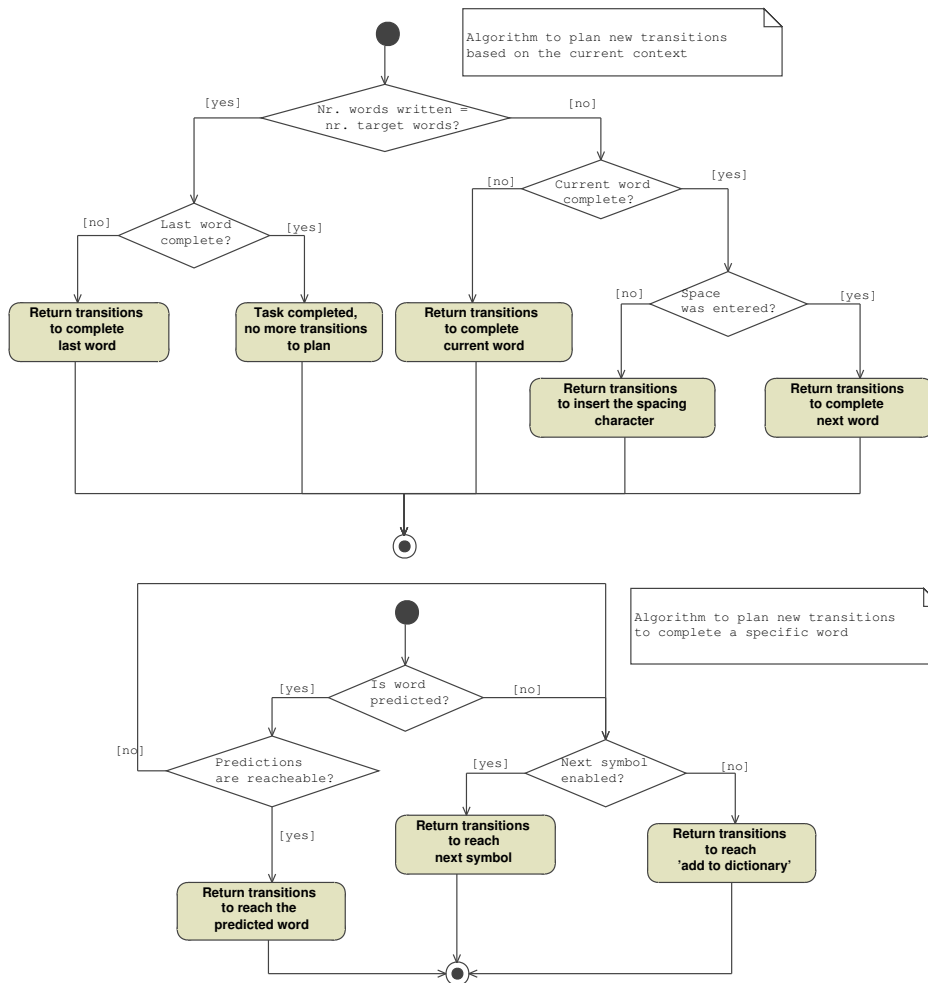 Algorithm to plan new transitions
based on the current context
[yes]
Nr. words written =
nr. target words?
[no]
[no]
Current word
complete?
[yes]
[no]
Last word
complete?
[yes]
Return transitions
to complete
last word
Task completed,
no more transitions
to plan
Return transitions
to complete
current word
[no]
Space
was entered?
[yes]
Return transitions
to insert the spacing
character
Return transitions
to complete
next word
Algorithm to plan new transitions
to complete a specific word
[yes]
Is word
predicted?
[no]
[no]
Predictions
are reacheable?
[yes]
[yes]
Next symbol
enabled?
[no]
Return transitions
to reach
next symbol
Return transitions
to reach
'add to dictionary'
Return transitions
to reach the
predicted word